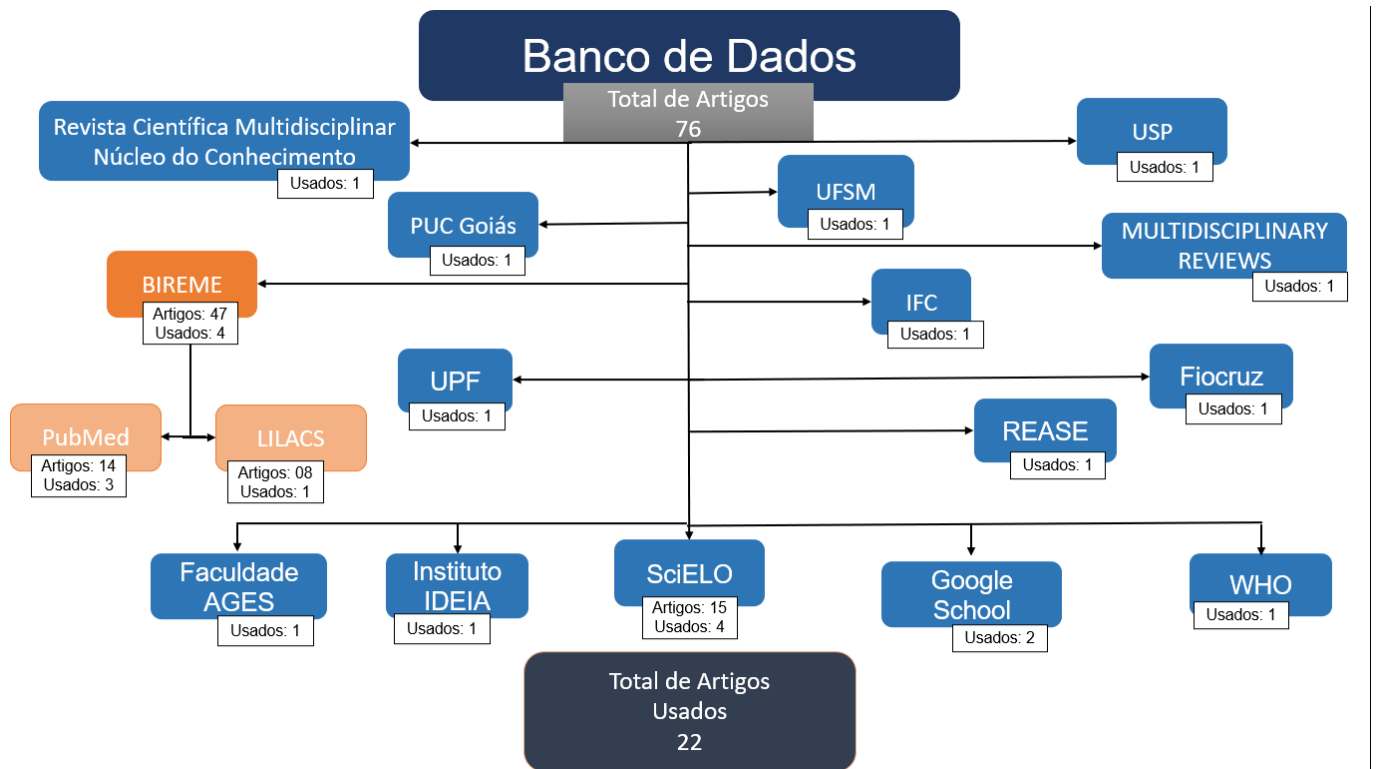 Banco de Dados
Total de Artigos
76
Revista Científica Multidisciplinar
Núcleo do Conhecimento
Usados: 1
USP
Usados: 1
UFSM
Usados: 1
PUC Goiás
Usados: 1
MULTIDISCIPLINARY
REVIEWS
Usados: 1
BIREME
Artigos: 47
Usados: 4
IFC
Usados: 1
UPF
Usados: 1
Fiocruz
Usados: 1
PubMed
Artigos: 14
Usados: 3
LILACS
Artigos: 08
Usados: 1
REASE
Usados: 1
Faculdade
AGES
Usados: 1
Instituto
IDEIA
Usados: 1
SciELO
Artigos: 15
Usados: 4
Google
School
Usados: 2
WHO
Usados: 1
Total de Artigos
Usados
22